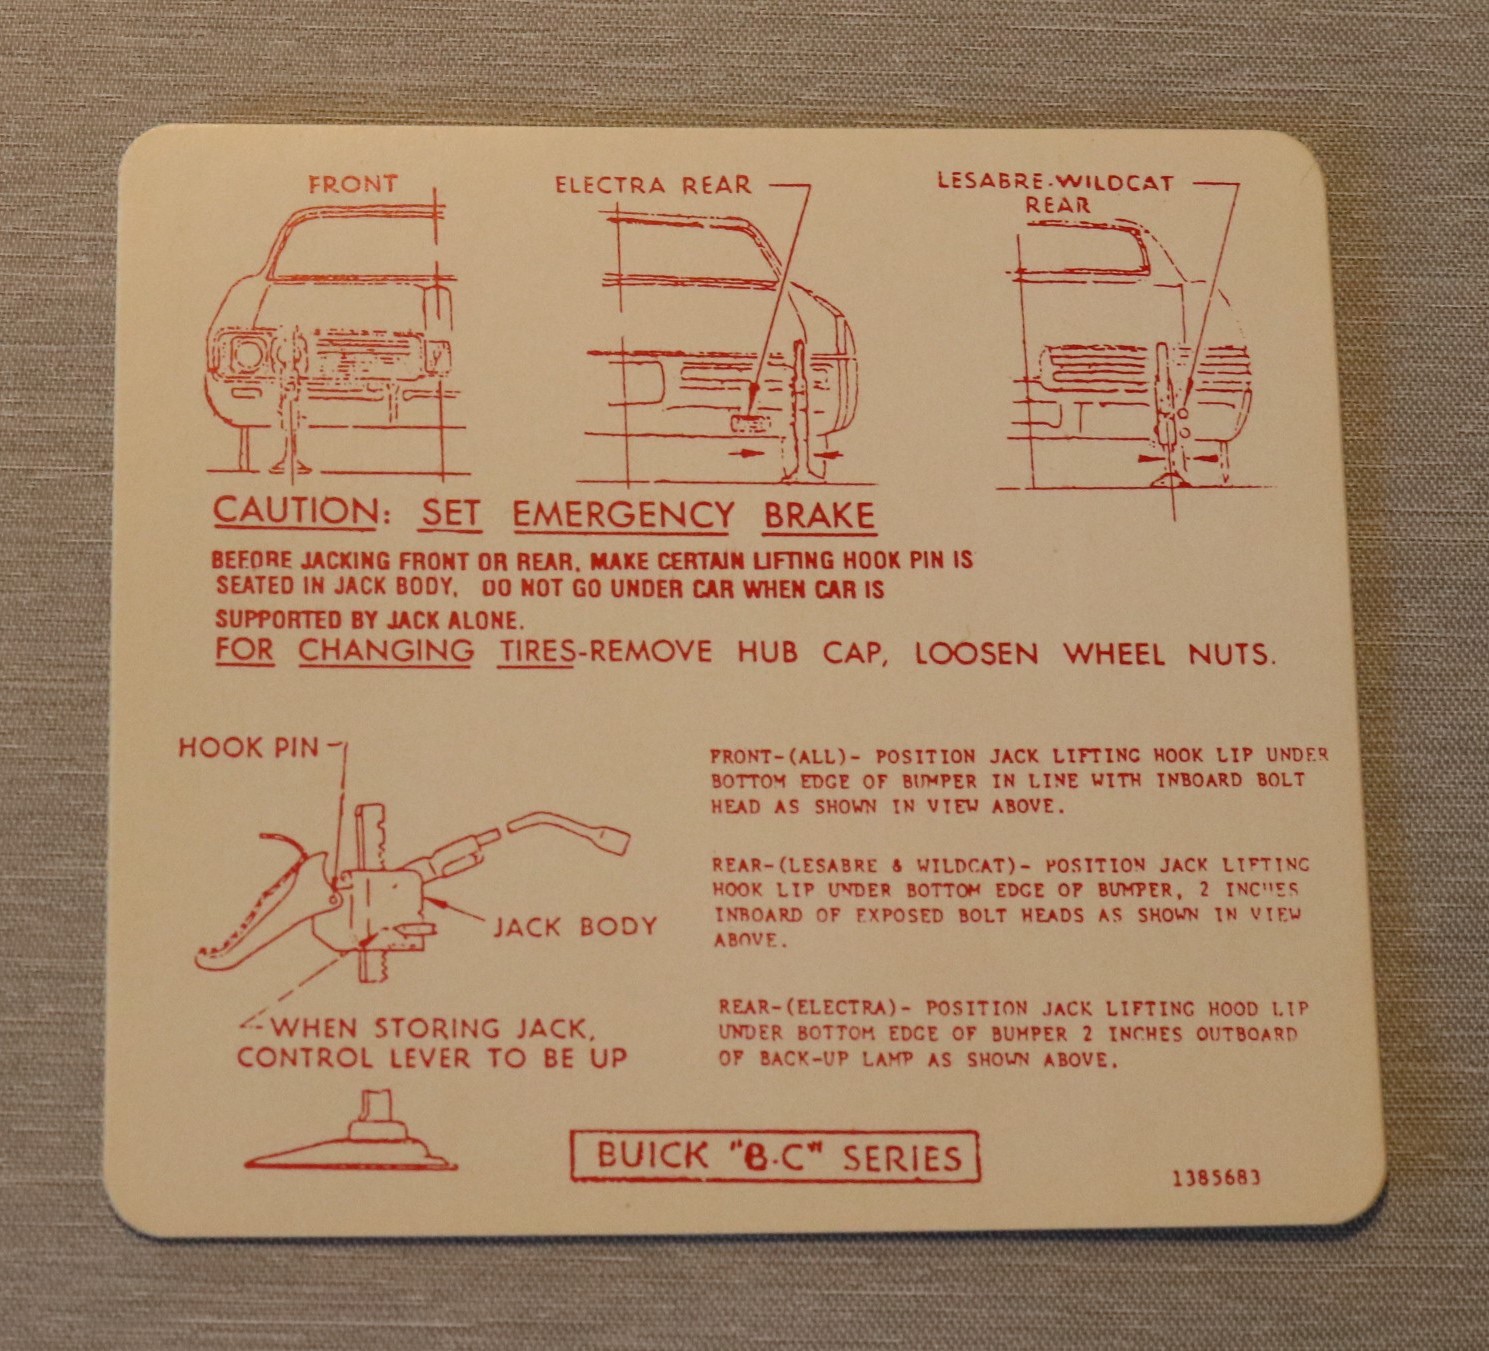 FRONT
ELECTRA REAR
LESABRE-WILDCAT
REAR
CAUTION: SET EMERGENCY BRAKE
BEFORE JACKING FRONT OR REAR. MAKE CERTAIN LIFTING HOOK PIN IS
SEATED IN JACK BODY. DO NOT GO UNDER CAR WHEN CAR IS
SUPPORTED BY JACK ALONE.
FOR CHANGING TIRES-REMOVE HUB CAP, LOOSEN WHEEL NUTS.
HOOK PIN
JACK BODY
WHEN STORING JACK,
CONTROL LEVER TO BE UP
FRONT-(ALL)- POSITION JACK LIFTING HOOK LIP UNDER
BOTTOM EDGE OF BUMPER IN LINE WITH INBOARD BOLT
HEAD AS SHOWN IN VIEW ABOVE.
REAR-(LESABRE & WILDCAT)- POSITION JACK LIFTING
HOOK LIP UNDER BOTTOM EDGE OF BUMPER, 2 INCHES
INBOARD OF EXPOSED BOLT HEADS AS SHOWN IN VIEW
ABOVE.
REAR-(ELECTRA)- POSITION JACK LIFTING HOOD LIP
UNDER BOTTOM EDGE OF BUMPER 2 INCHES OUTBOARD
OF BACK-UP LAMP AS SHOWN ABOVE.
BUICK "B-C" SERIES
1385683